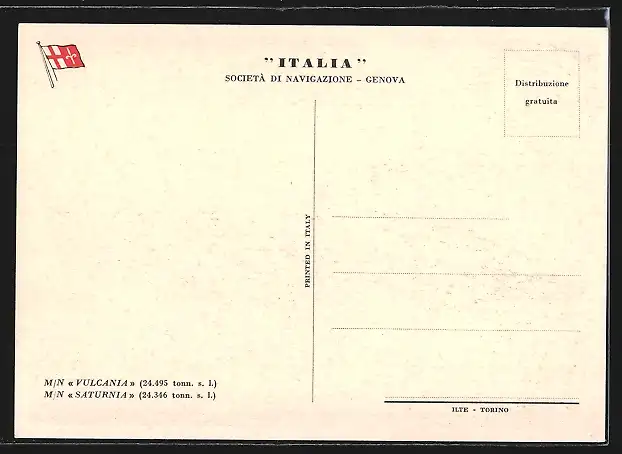 " ITALIA "
SOCIETÀ DI NAVIGAZIONE – GENOVA
Distribuzione
gratuita
PRINTED IN ITALY
M/N « VULCANIA » (24.495 tonn. s. l.)
M/N « SATURNIA » (24.346 tonn. s. l.)
ILTE - TORINO